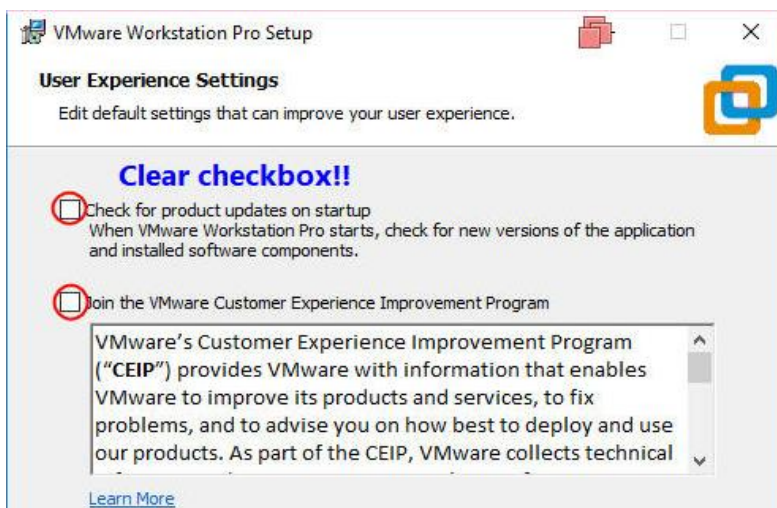 VMware Workstation Pro Setup
User Experience Settings
Edit default settings that can improve your user experience.
Clear checkbox!!
Check for product updates on startup
When VMware Workstation Pro starts, check for new versions of the application
and installed software components.
Join the VMware Customer Experience Improvement Program
VMware's Customer Experience Improvement Program
("CEIP") provides VMware with information that enables
VMware to improve its products and services, to fix
problems, and to advise you on how best to deploy and use
our products. As part of the CEIP, VMware collects technical
Learn More